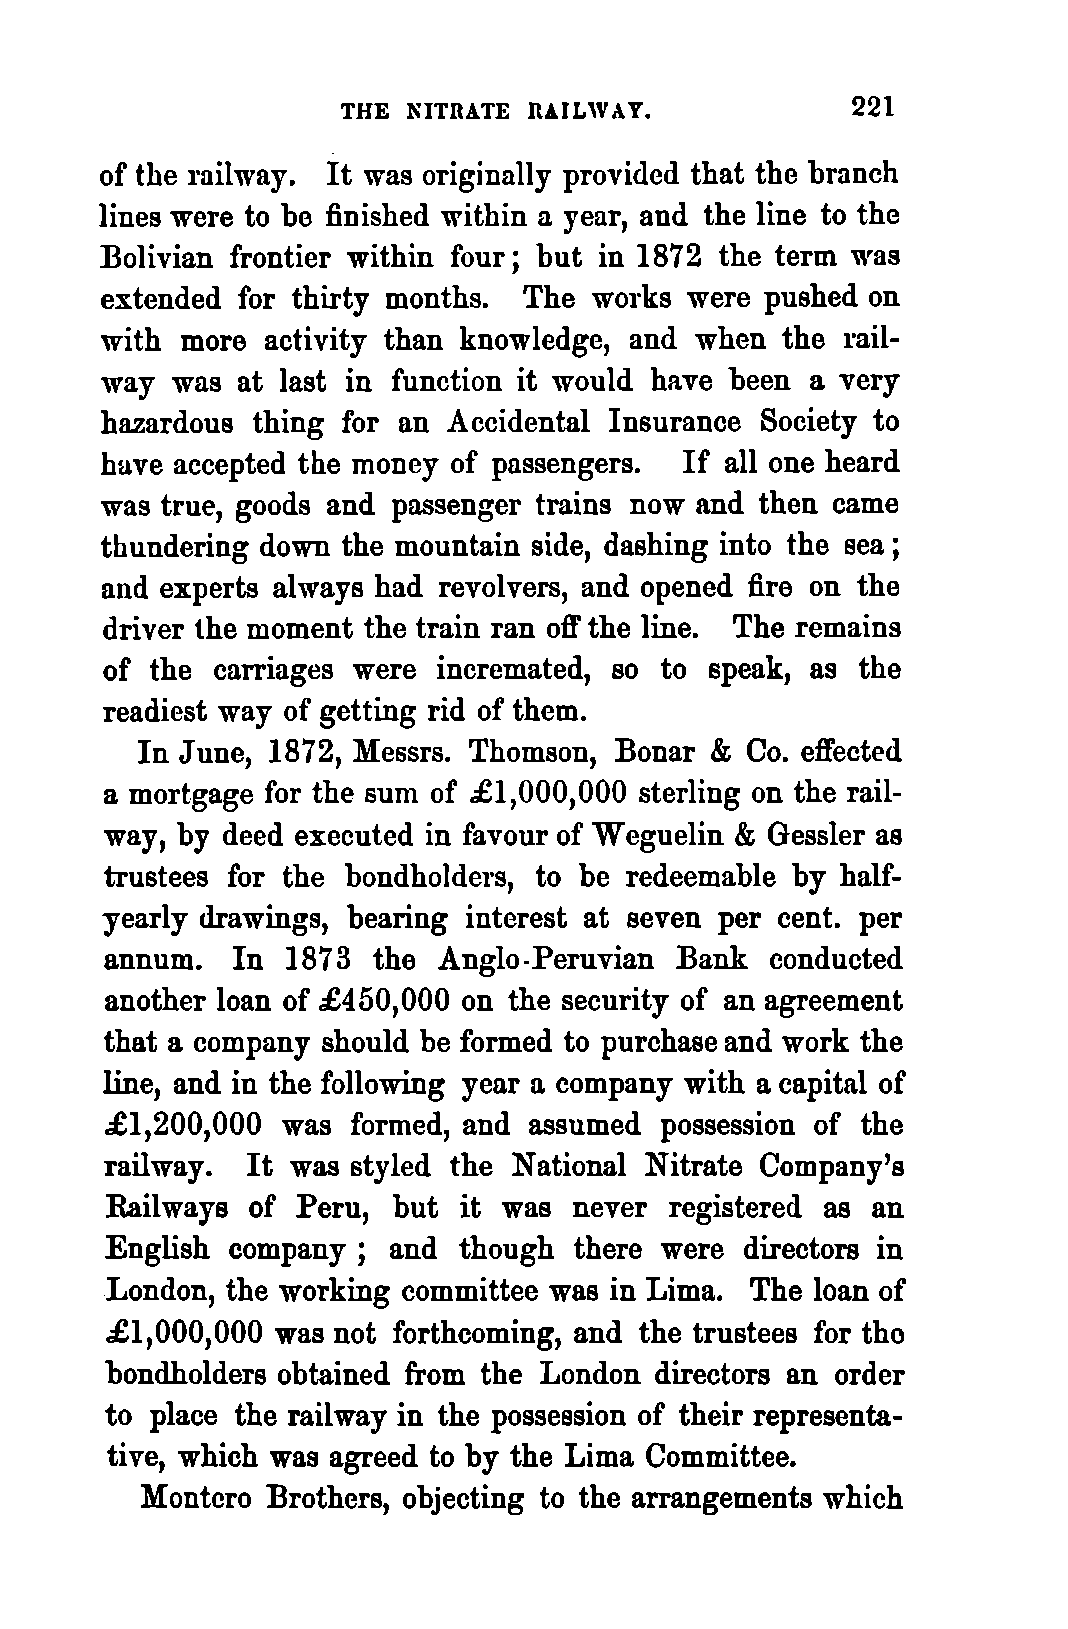 THE NITRATE RAILWAY. 221
of the railway. It was originally provided that the branch
lines were to be finished within a year, and the line to the
Bolivian frontier within four; but in 1872 the term was
extended for thirty months. The works were pushed on
with more activity than knowledge, and when the rail-
way was at last in function it would have been a very
hazardous thing for an Accidental Insurance Society to
have accepted the money of passengers. If all one heard
was true, goods and passenger trains now and then came
thundering down the mountain side, dashing into the sea;
and experts always had revolvers, and opened fire on the
driver the moment the train ran off the line. The remains
of the carriages were incremated, so to speak, as the
readiest way of getting rid of them.
In June, 1872, Messrs. Thomson, Bonar & Co. effected
a mortgage for the sum of £1,000,000 sterling on the rail-
way, by deed executed in favour of Weguelin & Gessler as
trustees for the bondholders, to be redeemable by half-
yearly drawings, bearing interest at seven per cent. per
annum. In 1873 the Anglo-Peruvian Bank conducted
another loan of £450,000 on the security of an agreement
that a company should be formed to purchase and work the
line, and in the following year a company with a capital of
£1,200,000 was formed, and assumed possession of the
railway. It was styled the National Nitrate Company's
Railways of Peru, but it was never registered as an
English company ; and though there were directors in
London, the working committee was in Lima. The loan of
£1,000,000 was not forthcoming, and the trustees for the
bondholders obtained from the London directors an order
to place the railway in the possession of their representa-
tive, which was agreed to by the Lima Committee.
Montero Brothers, objecting to the arrangements which